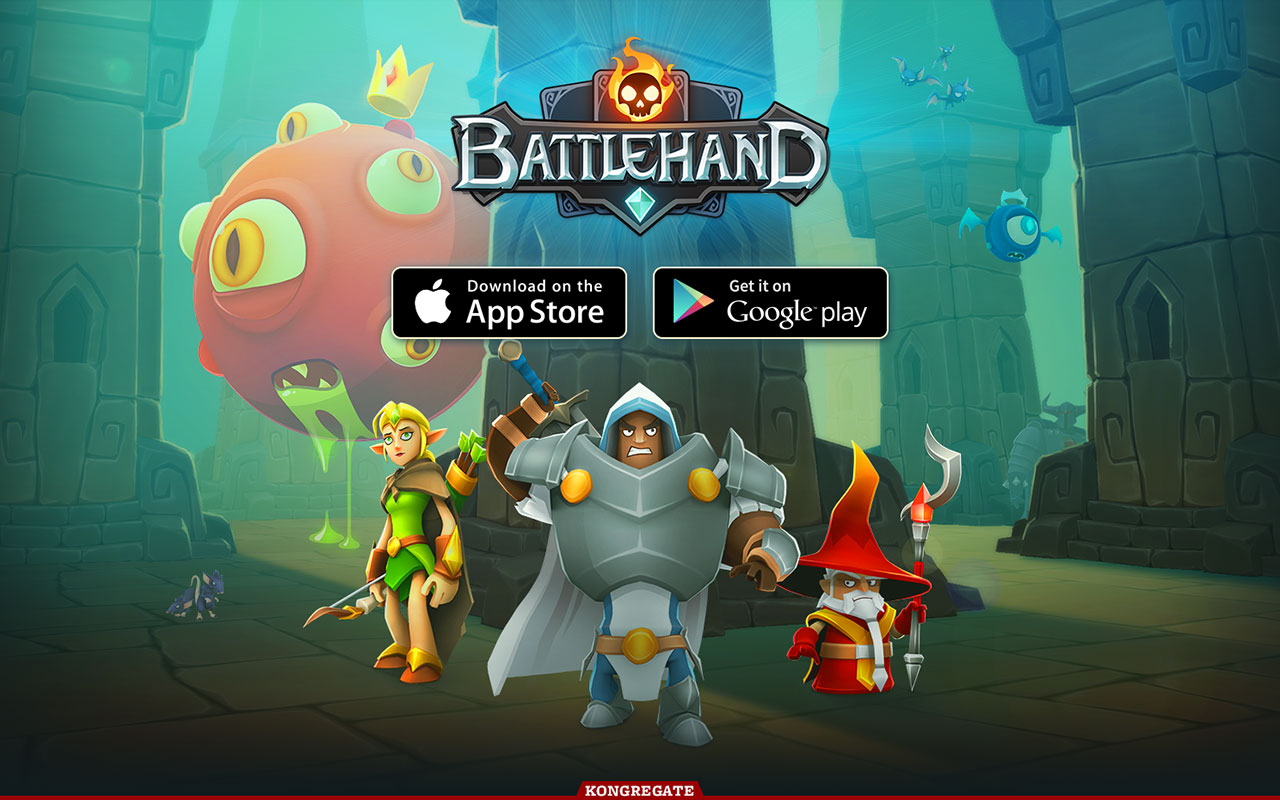 BATTLEHAND
Download on the
App Store
Get it on
Google play
KONGREGATE